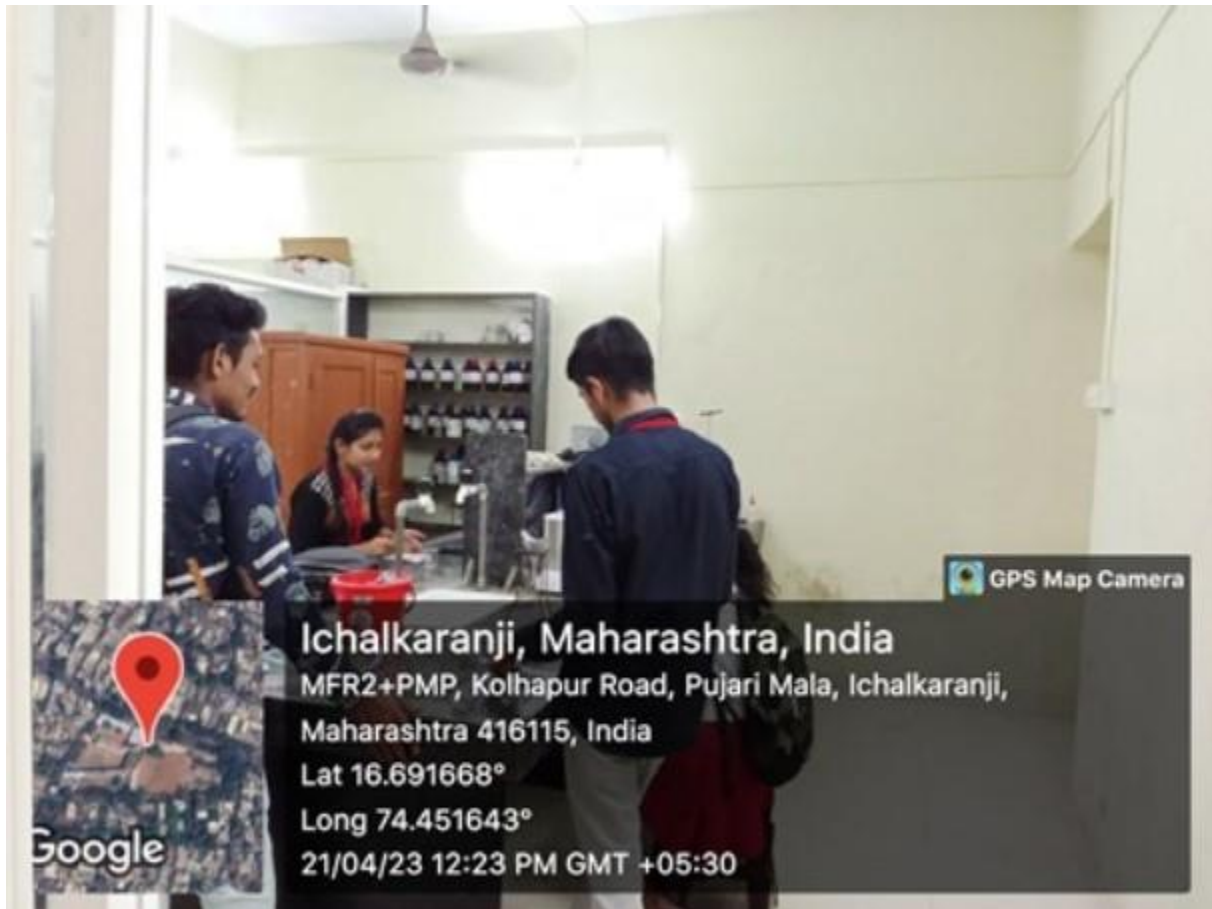 GPS Map Camera
Ichalkaranji, Maharashtra, India
MFR2+PMP, Kolhapur Road, Pujari Mala, Ichalkaranji,
Maharashtra 416115, India
Lat 16.691668°
Long 74.451643°
21/04/23 12:23 PM GMT +05:30
Google